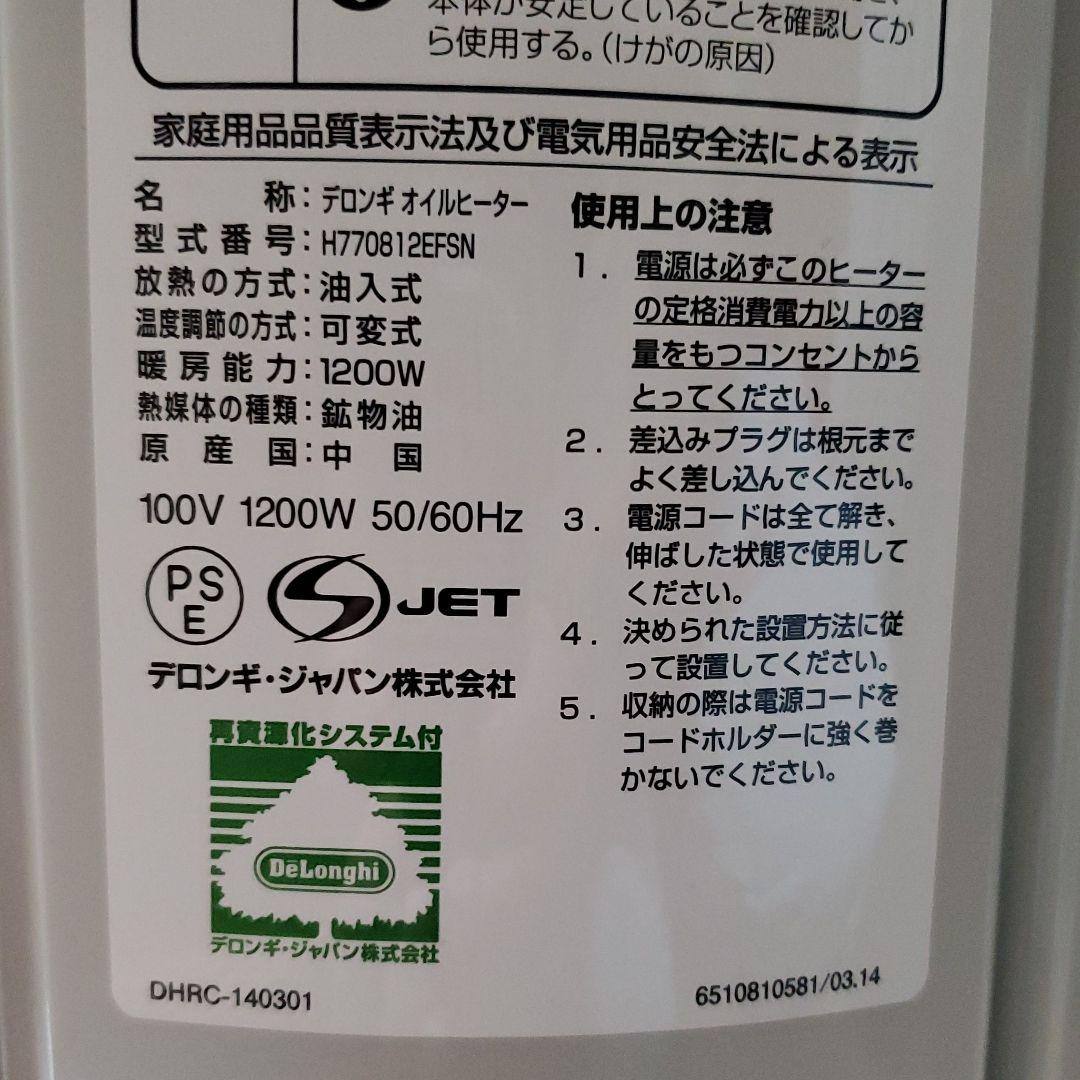 本体が安定していることを確認してか
ら使用する。(けがの原因)
家庭用品品質表示法及び電気用品安全法による表示
名称:デロンギ オイルヒーター
型式番号:H770812EFSN
放熱の方式:油入式
温度調節の方式:可変式
暖房能力:1200W
熱媒体の種類:鉱物油
原産国:中国
100V 1200W 50/60Hz
PS
E
S JET
デロンギ・ジャパン株式会社
再資源化システム付
DeLonghi
デロンギ・ジャパン株式会社
DHRC-140301
使用上の注意
1. 電源は必ずこのヒーター
の定格消費電力以上の容
量をもつコンセントから
とってください。
2. 差込みプラグは根元まで
よく差し込んでください。
3. 電源コードは全て解き、
伸ばした状態で使用して
ください。
4. 決められた設置方法に従
って設置してください。
5. 収納の際は電源コードを
コードホルダーに強く巻
かないでください。
6510810581/03.14